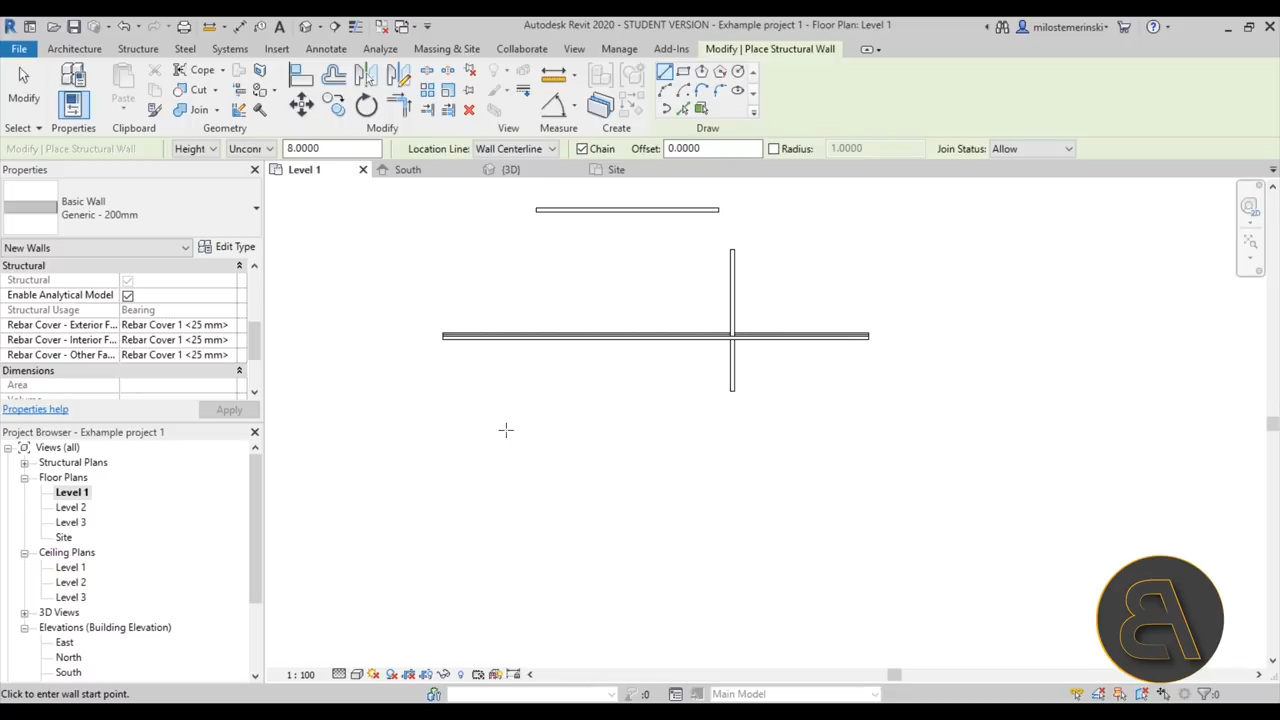 Autodesk Revit 2020 - STUDENT VERSION - Exhample project 1 - Floor Plan: Level 1
milostemerinski
File Architecture Structure Steel Systems Insert Annotate Analyze Massing & Site Collaborate View Manage Add-Ins Modify | Place Structural Wall
Modify Paste Cope Cut Join
Select Properties Clipboard Geometry Modify View Measure Create Draw
Modify | Place Structural Wall Height Unconr 8.0000 Location Line: Wall Centerline Chain Offset: 0.0000 Radius: 1.0000 Join Status: Allow
Properties
Level 1 South {3D} Site
Basic Wall
Generic - 200mm
New Walls Edit Type
Structural
Structural
Enable Analytical Model
Structural Usage Bearing
Rebar Cover - Exterior F... Rebar Cover 1 <25 mm>
Rebar Cover - Interior F... Rebar Cover 1 <25 mm>
Rebar Cover - Other Fa... Rebar Cover 1 <25 mm>
Dimensions
Area
Properties help Apply
Project Browser - Exhample project 1
Views (all)
Structural Plans
Floor Plans
Level 1
Level 2
Level 3
Site
Ceiling Plans
Level 1
Level 2
Level 3
3D Views
Elevations (Building Elevation)
East
North
South
1 : 100
Click to enter wall start point.
:0 Main Model :0